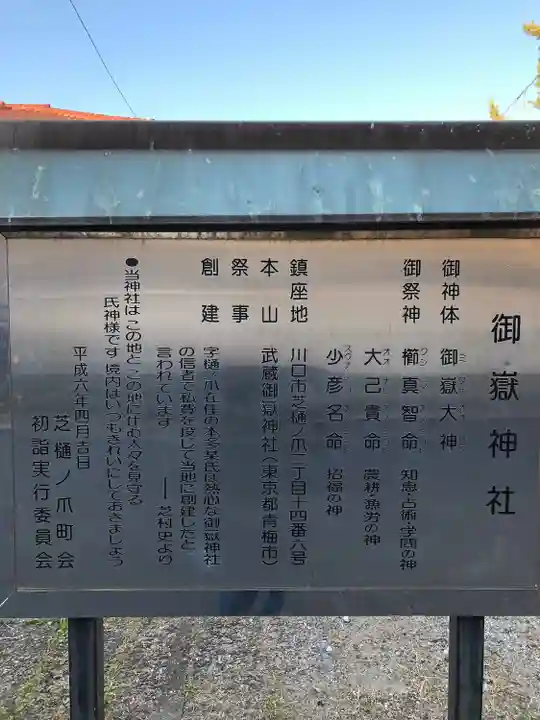 御嶽神社
御神体 御嶽大神
御祭神 櫛真智命 知恵・占術・学問の神
大己貴命 農耕・漁労の神
少彦名命 招福の神
鎮座地 川口市芝樋ノ爪二丁目十四番六号
本山 武蔵御嶽神社(東京都青梅市)
祭事
創建 字樋ノ爪在住の本多某氏は熱心な御嶽神社
の信者で私費を投じて当地に創建したと
言われています ── 芝村史より
●当神社は この地と この地に住む人々を見守る
氏神様です 境内はいつもきれいにしておきましょう
平成六年四月吉日
芝樋ノ爪町会
初詣実行委員会